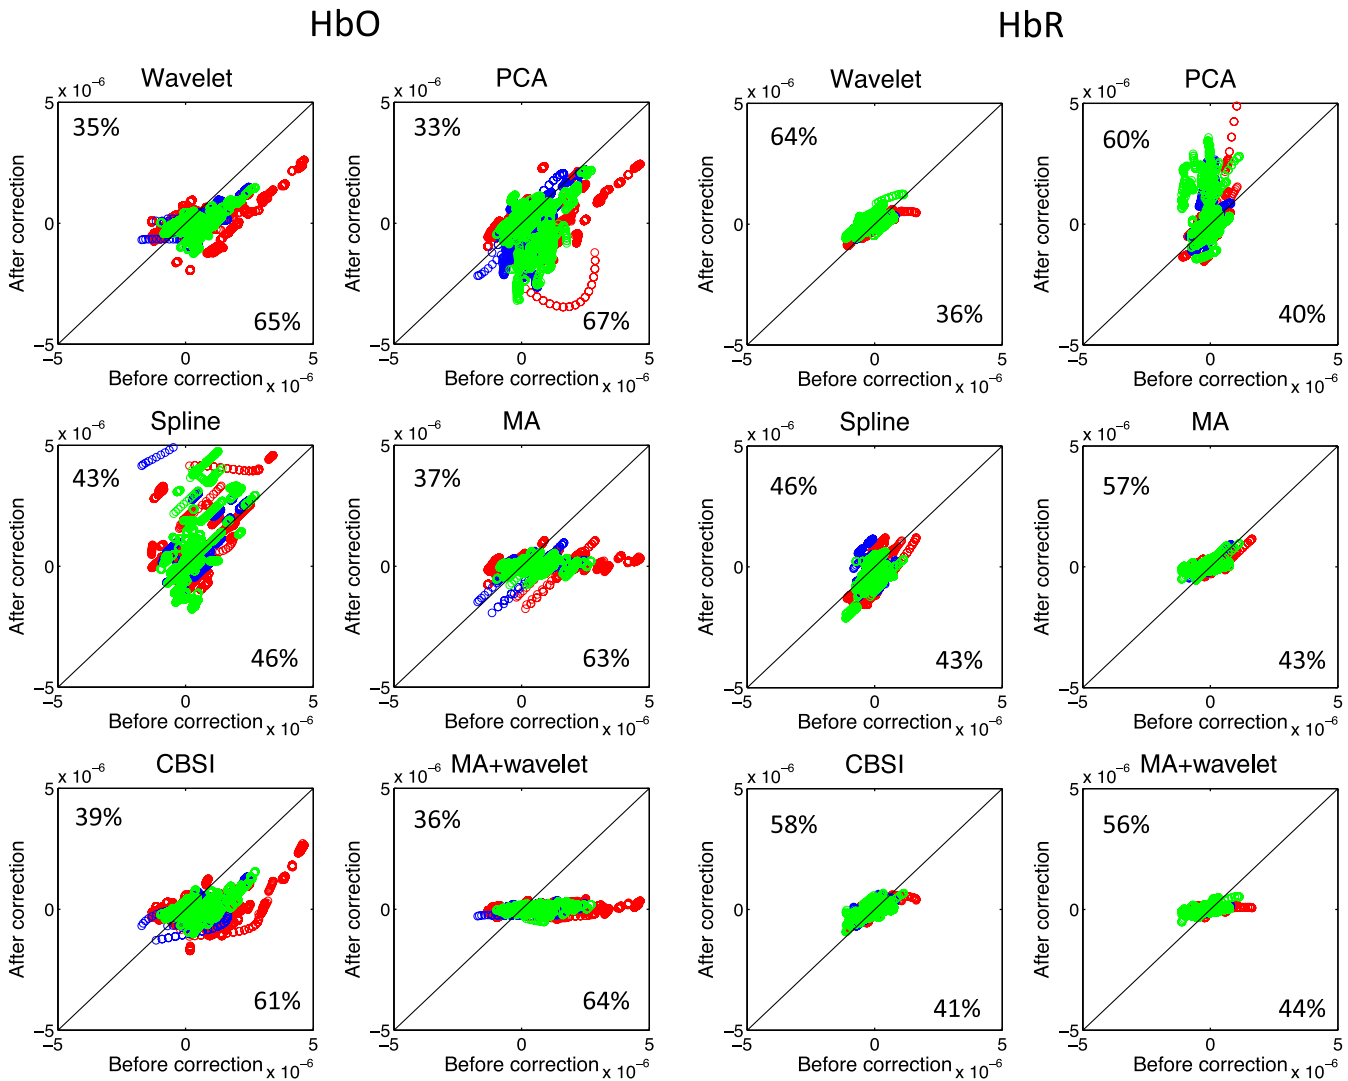 HbO
HbR
x 10⁻⁶
Wavelet
5
35%
After correction
0
65%
−5
−5
0
5
Before correction
x 10⁻⁶
x 10⁻⁶
PCA
5
33%
After correction
0
67%
−5
−5
0
5
Before correction
x 10⁻⁶
x 10⁻⁶
Wavelet
5
64%
After correction
0
36%
−5
−5
0
5
Before correction
x 10⁻⁶
x 10⁻⁶
PCA
5
60%
After correction
0
40%
−5
−5
0
5
Before correction
x 10⁻⁶
x 10⁻⁶
Spline
5
43%
After correction
0
46%
−5
−5
0
5
Before correction
x 10⁻⁶
x 10⁻⁶
MA
5
37%
After correction
0
63%
−5
−5
0
5
Before correction
x 10⁻⁶
x 10⁻⁶
Spline
5
46%
After correction
0
43%
−5
−5
0
5
Before correction
x 10⁻⁶
x 10⁻⁶
MA
5
57%
After correction
0
43%
−5
−5
0
5
Before correction
x 10⁻⁶
x 10⁻⁶
CBSI
5
39%
After correction
0
61%
−5
−5
0
5
Before correction
x 10⁻⁶
x 10⁻⁶
MA+wavelet
5
36%
After correction
0
64%
−5
−5
0
5
Before correction
x 10⁻⁶
x 10⁻⁶
CBSI
5
58%
After correction
0
41%
−5
−5
0
5
Before correction
x 10⁻⁶
x 10⁻⁶
MA+wavelet
5
56%
After correction
0
44%
−5
−5
0
5
Before correction
x 10⁻⁶